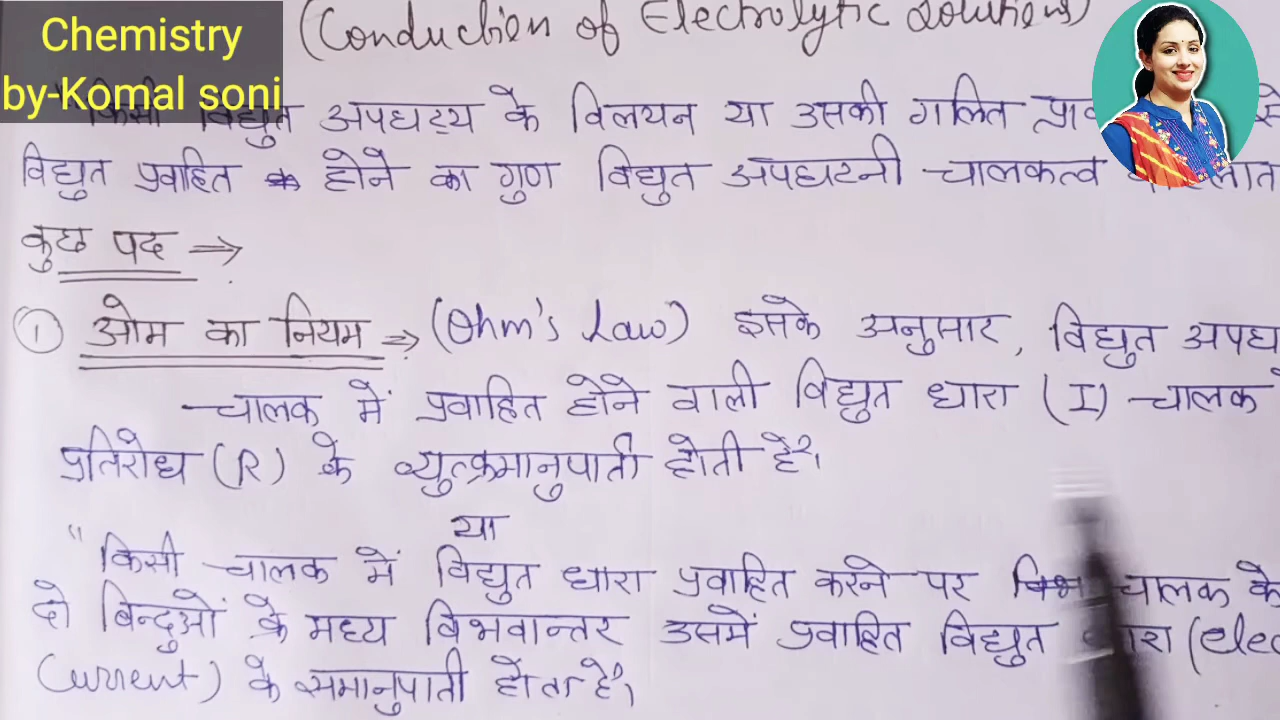 Chemistry
by-Komal soni
(Conduction of Electrolytic solutions)
किसी विद्युत अपघट्य के विलयन या उसकी गलित से
विद्युत प्रवाहित होने का गुण विद्युत अपघटनी चालकत्व
कुछ पद ⇒
① ओम का नियम ⇒ (Ohm's Law) इसके अनुसार, विद्युत अपघ
चालक में प्रवाहित होने वाली विद्युत धारा (I) चालक
प्रतिरोध (R) के व्युत्क्रमानुपाती होती है।
या
"किसी चालक में विद्युत धारा प्रवाहित करने पर चालक के
दो बिन्दुओं के मध्य विभवान्तर उसमें प्रवाहित विद्युत धारा (elec
Current) के समानुपाती होता है।